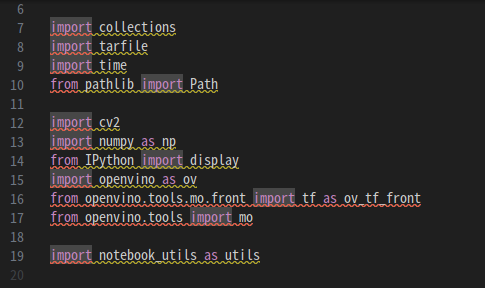 6
7 import collections
8 import tarfile
9 import time
10 from pathlib import Path
11
12 import cv2
13 import numpy as np
14 from IPython import display
15 import openvino as ov
16 from openvino.tools.mo.front import tf as ov_tf_front
17 from openvino.tools import mo
18
19 import notebook_utils as utils
20